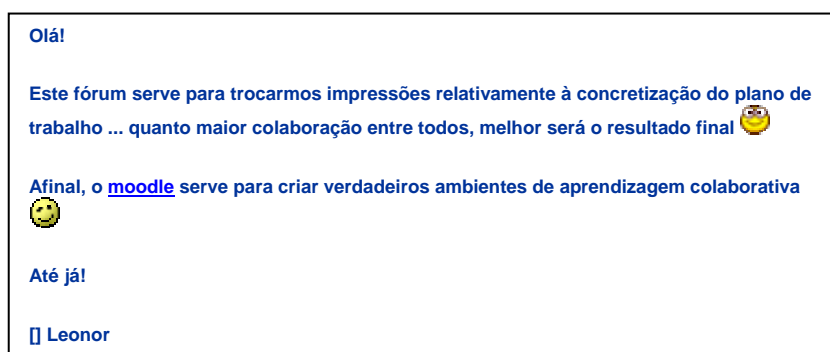 Olá!
Este fórum serve para trocarmos impressões relativamente à concretização do plano de
trabalho ... quanto maior colaboração entre todos, melhor será o resultado final
Afinal, o moodle serve para criar verdadeiros ambientes de aprendizagem colaborativa
Até já!
[] Leonor